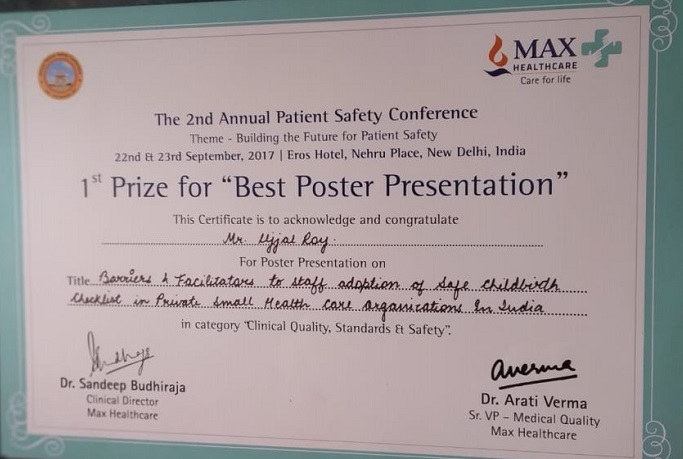 MAX
HEALTHCARE
Care for life
The 2nd Annual Patient Safety Conference
Theme - Building the Future for Patient Safety
22nd & 23rd September, 2017 | Eros Hotel, Nehru Place, New Delhi, India
1st Prize for "Best Poster Presentation"
This Certificate is to acknowledge and congratulate
Mr. Ujjal Roy.
For Poster Presentation on
Title Barriers & Facilitators to staff adoption of Safe Childbirth
Checklist in Private Small Health Care Organisations In India
in category "Clinical Quality, Standards & Safety".
Dr. Sandeep Budhiraja
Clinical Director
Max Healthcare
Dr. Arati Verma
Sr. VP – Medical Quality
Max Healthcare